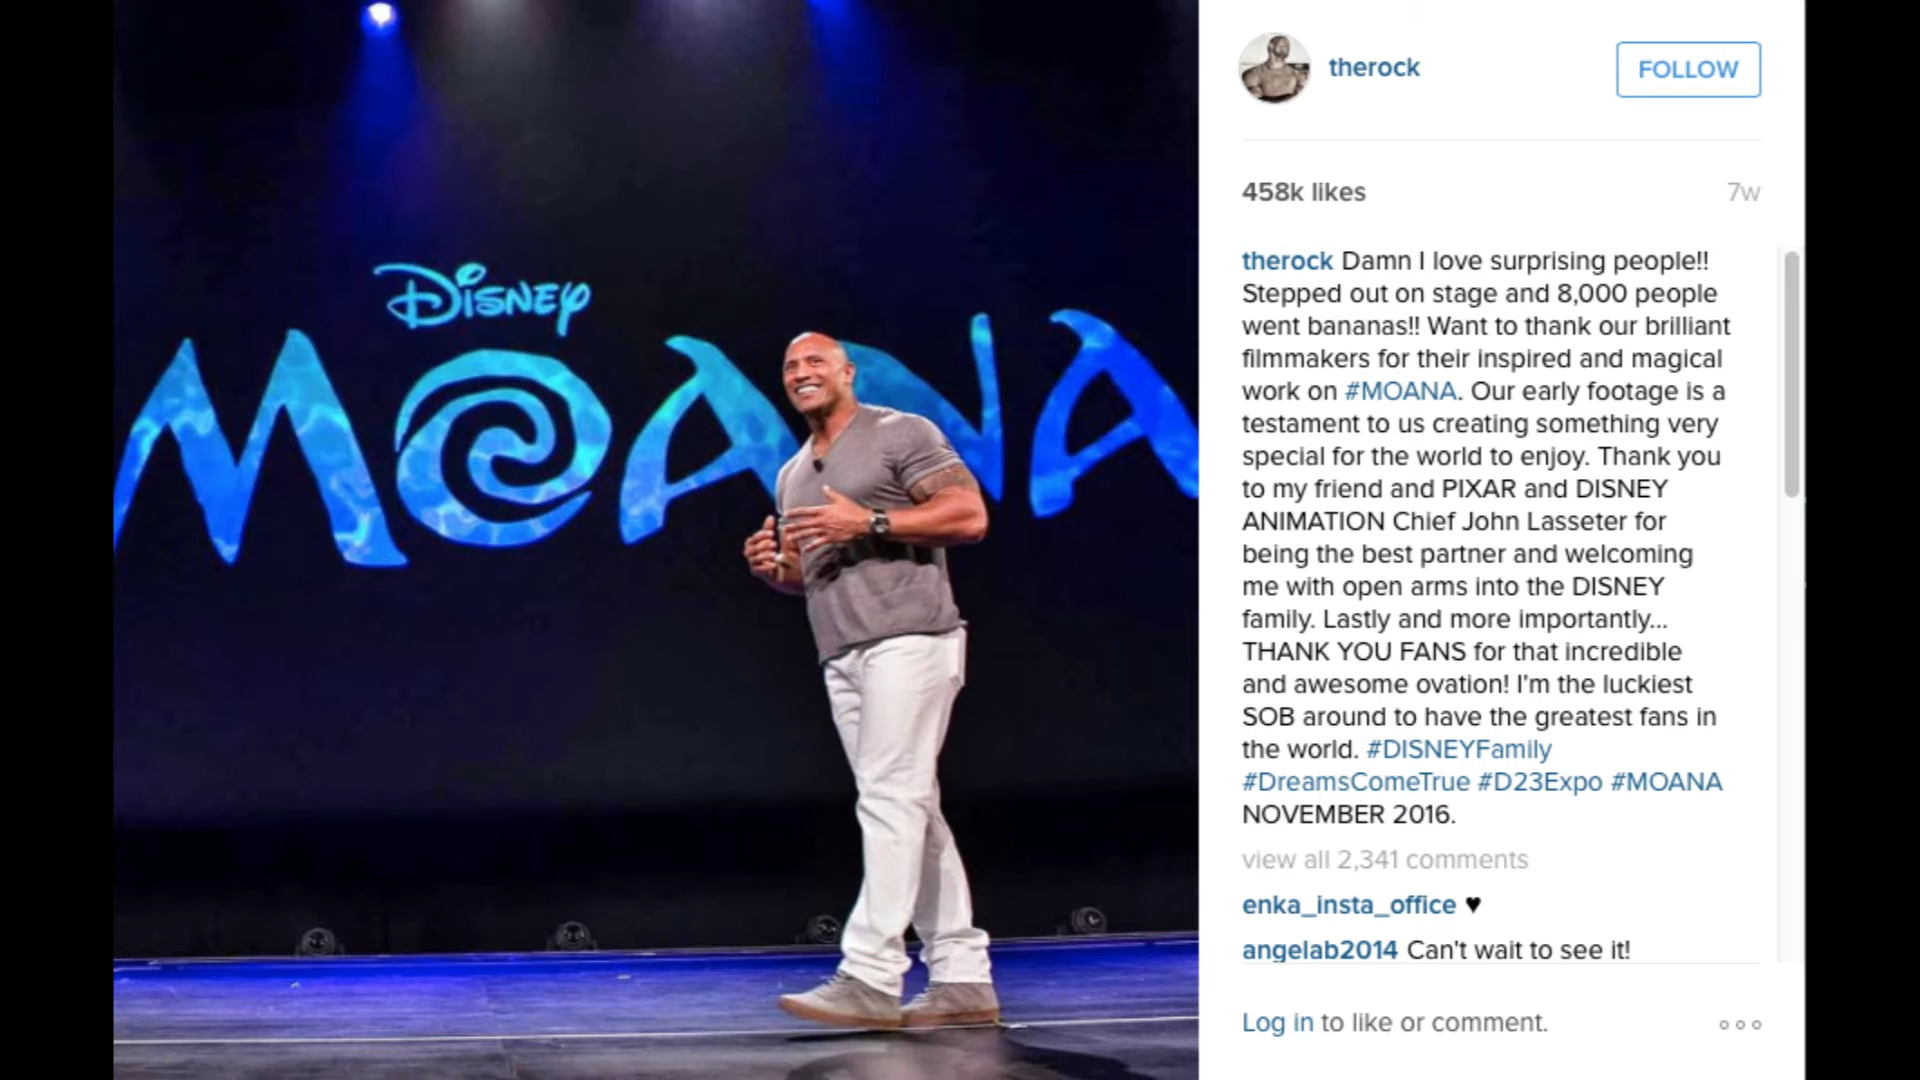 DISNEY
MOANA
therock
FOLLOW
458k likes
7w
therock Damn I love surprising people!!
Stepped out on stage and 8,000 people
went bananas!! Want to thank our brilliant
filmmakers for their inspired and magical
work on #MOANA. Our early footage is a
testament to us creating something very
special for the world to enjoy. Thank you
to my friend and PIXAR and DISNEY
ANIMATION Chief John Lasseter for
being the best partner and welcoming
me with open arms into the DISNEY
family. Lastly and more importantly...
THANK YOU FANS for that incredible
and awesome ovation! I'm the luckiest
SOB around to have the greatest fans in
the world. #DISNEYFamily
#DreamsComeTrue #D23Expo #MOANA
NOVEMBER 2016.
view all 2,341 comments
enka_insta_office ♥
angelab2014 Can't wait to see it!
Log in to like or comment.